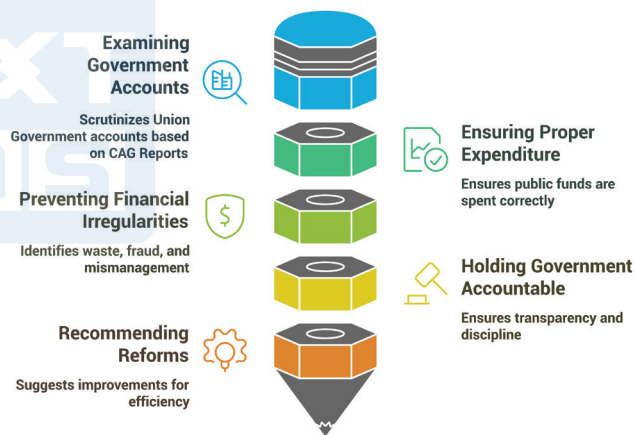 Examining
Government
Accounts
Scrutinizes Union
Government accounts based
on CAG Reports
Ensuring Proper
Expenditure
Ensures public funds are
spent correctly
Preventing Financial
Irregularities
Identifies waste, fraud, and
mismanagement
Holding Government
Accountable
Ensures transparency and
discipline
Recommending
Reforms
Suggests improvements for
efficiency